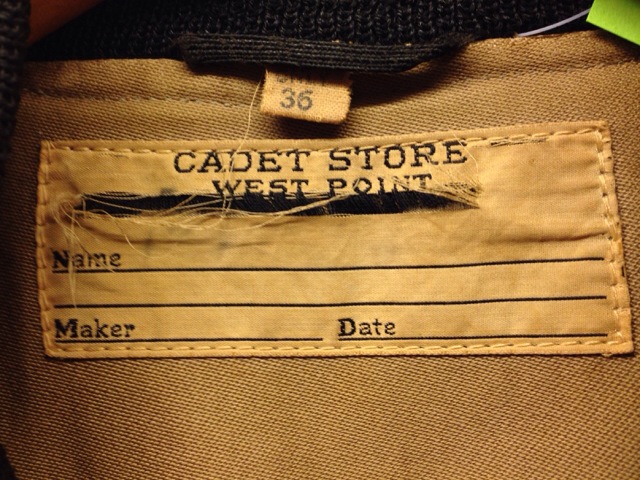 36
CADET STORE
WEST POINT
Name
Maker Date